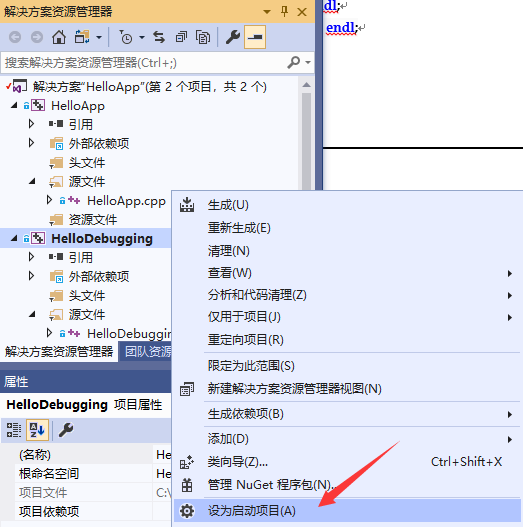 解决方案资源管理器
dl;
endl;
搜索解决方案资源管理器(Ctrl+;)
解决方案"HelloApp"(第 2 个项目，共 2 个)
HelloApp
引用
外部依赖项
头文件
源文件
HelloApp.cpp
资源文件
HelloDebugging
引用
外部依赖项
头文件
源文件
HelloDebuggin
解决方案资源管理器
团队资源
属性
HelloDebugging 项目属性
(名称)
He
根命名空间
He
项目文件
C:\
项目依赖项
生成(U)
重新生成(E)
清理(N)
查看(W)
分析和代码清理(Z)
仅用于项目(J)
重定向项目(R)
限定为此范围(S)
新建解决方案资源管理器视图(N)
生成依赖项(B)
添加(D)
类向导(Z)...
Ctrl+Shift+X
管理 NuGet 程序包(N)...
设为启动项目(A)